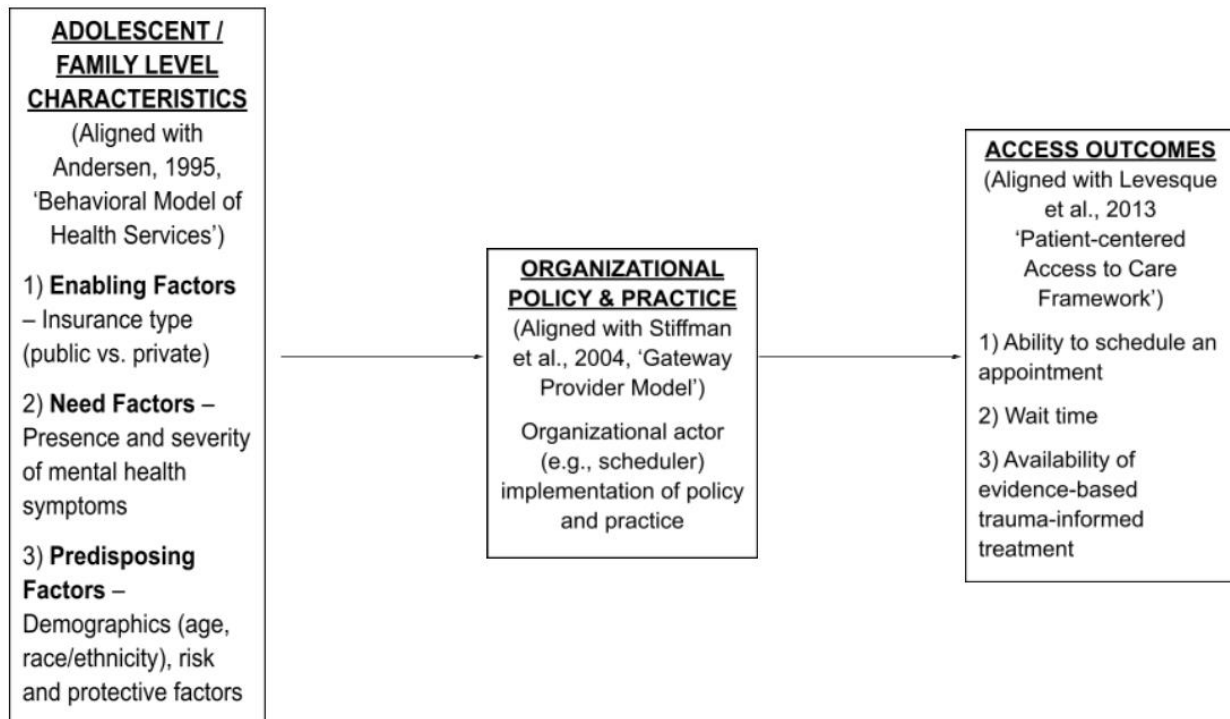 ADOLESCENT /
FAMILY LEVEL
CHARACTERISTICS
(Aligned with
Andersen, 1995,
‘Behavioral Model of
Health Services’)
1) Enabling Factors
– Insurance type
(public vs. private)
2) Need Factors –
Presence and severity
of mental health
symptoms
3) Predisposing
Factors –
Demographics (age,
race/ethnicity), risk
and protective factors
ORGANIZATIONAL
POLICY & PRACTICE
(Aligned with Stiffman
et al., 2004, ‘Gateway
Provider Model’)
Organizational actor
(e.g., scheduler)
implementation of policy
and practice
ACCESS OUTCOMES
(Aligned with Levesque
et al., 2013
‘Patient-centered
Access to Care
Framework’)
1) Ability to schedule an
appointment
2) Wait time
3) Availability of
evidence-based
trauma-informed
treatment